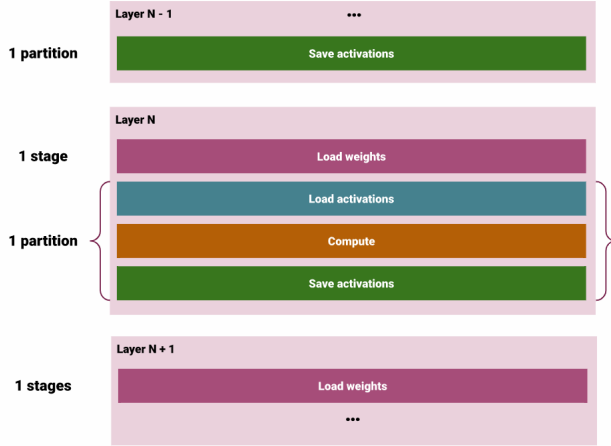 Layer N - 1
...
1 partition
Save activations
Layer N
1 stage
Load weights
Load activations
1 partition
Compute
Save activations
Layer N + 1
1 stages
Load weights
...